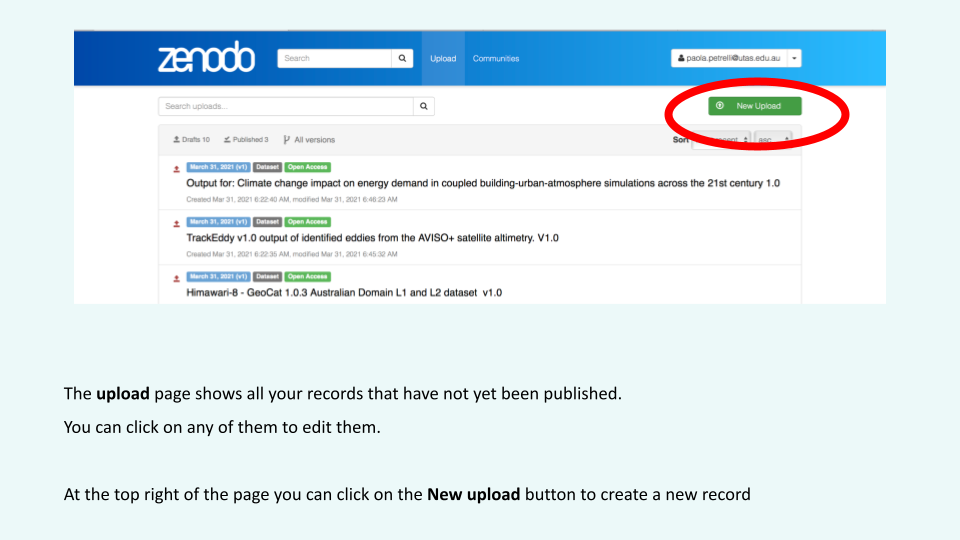 zenodo
Search
Upload
Communities
paola.petrelli@utas.edu.au
Search uploads...
New Upload
Drafts 10
Published 3
All versions
Sort
asc
March 31, 2021 (v1) Dataset Open Access
Output for: Climate change impact on energy demand in coupled building-urban-atmosphere simulations across the 21st century 1.0
Created Mar 31, 2021 6:22:40 AM, modified Mar 31, 2021 6:46:23 AM
March 31, 2021 (v1) Dataset Open Access
TrackEddy v1.0 output of identified eddies from the AVISO+ satellite altimetry. V1.0
Created Mar 31, 2021 6:22:35 AM, modified Mar 31, 2021 6:45:32 AM
March 31, 2021 (v1) Dataset Open Access
Himawari-8 - GeoCat 1.0.3 Australian Domain L1 and L2 dataset v1.0
The upload page shows all your records that have not yet been published.
You can click on any of them to edit them.
At the top right of the page you can click on the New upload button to create a new record